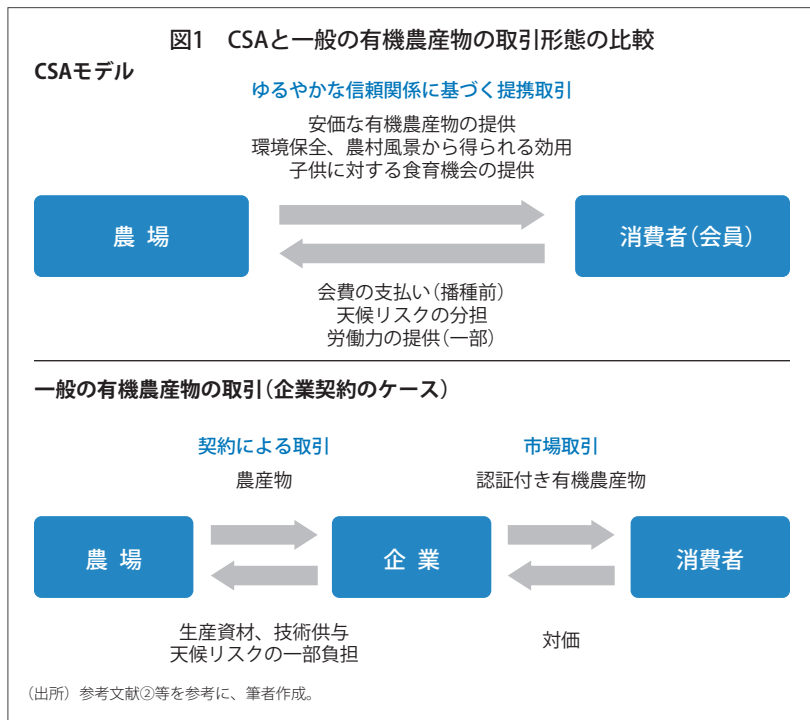 図1　CSAと一般の有機農産物の取引形態の比較
CSAモデル
ゆるやかな信頼関係に基づく提携取引
安価な有機農産物の提供
環境保全、農村風景から得られる効用
子供に対する食育機会の提供
農 場
消費者（会員）
会費の支払い（播種前）
天候リスクの分担
労働力の提供（一部）
一般の有機農産物の取引（企業契約のケース）
契約による取引
市場取引
農産物
認証付き有機農産物
農 場
企 業
消費者
生産資材、技術供与
天候リスクの一部負担
対価
（出所）参考文献②等を参考に、筆者作成。